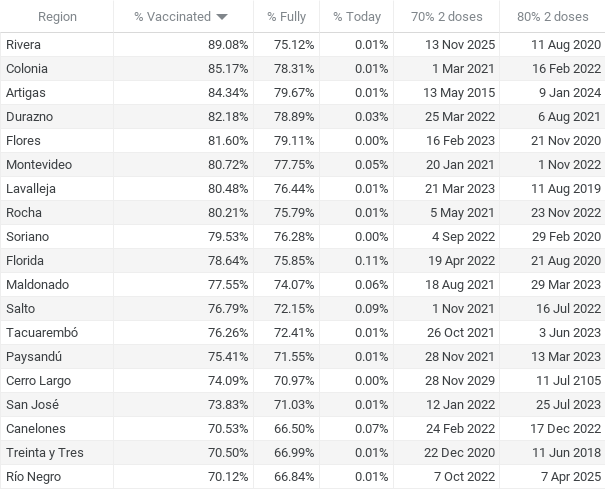 Region % Vaccinated % Fully % Today 70% 2 doses 80% 2 doses
Rivera 89.08% 75.12% 0.01% 13 Nov 2025 11 Aug 2020
Colonia 85.17% 78.31% 0.01% 1 Mar 2021 16 Feb 2022
Artigas 84.34% 79.67% 0.01% 13 May 2015 9 Jan 2024
Durazno 82.18% 78.89% 0.03% 25 Mar 2022 6 Aug 2021
Flores 81.60% 79.11% 0.00% 16 Feb 2023 21 Nov 2020
Montevideo 80.72% 77.75% 0.05% 20 Jan 2021 1 Nov 2022
Lavalleja 80.48% 76.44% 0.01% 21 Mar 2023 11 Aug 2019
Rocha 80.21% 75.79% 0.01% 5 May 2021 23 Nov 2022
Soriano 79.53% 76.28% 0.00% 4 Sep 2022 29 Feb 2020
Florida 78.64% 75.85% 0.11% 19 Apr 2022 21 Aug 2020
Maldonado 77.55% 74.07% 0.06% 18 Aug 2021 29 Mar 2023
Salto 76.79% 72.15% 0.09% 1 Nov 2021 16 Jul 2022
Tacuarembó 76.26% 72.41% 0.01% 26 Oct 2021 3 Jun 2023
Paysandú 75.41% 71.55% 0.01% 28 Nov 2021 13 Mar 2023
Cerro Largo 74.09% 70.97% 0.00% 28 Nov 2029 11 Jul 2105
San José 73.83% 71.03% 0.01% 12 Jan 2022 25 Jul 2023
Canelones 70.53% 66.50% 0.07% 24 Feb 2022 17 Dec 2022
Treinta y Tres 70.50% 66.99% 0.01% 22 Dec 2020 11 Jun 2018
Río Negro 70.12% 66.84% 0.01% 7 Oct 2022 7 Apr 2025